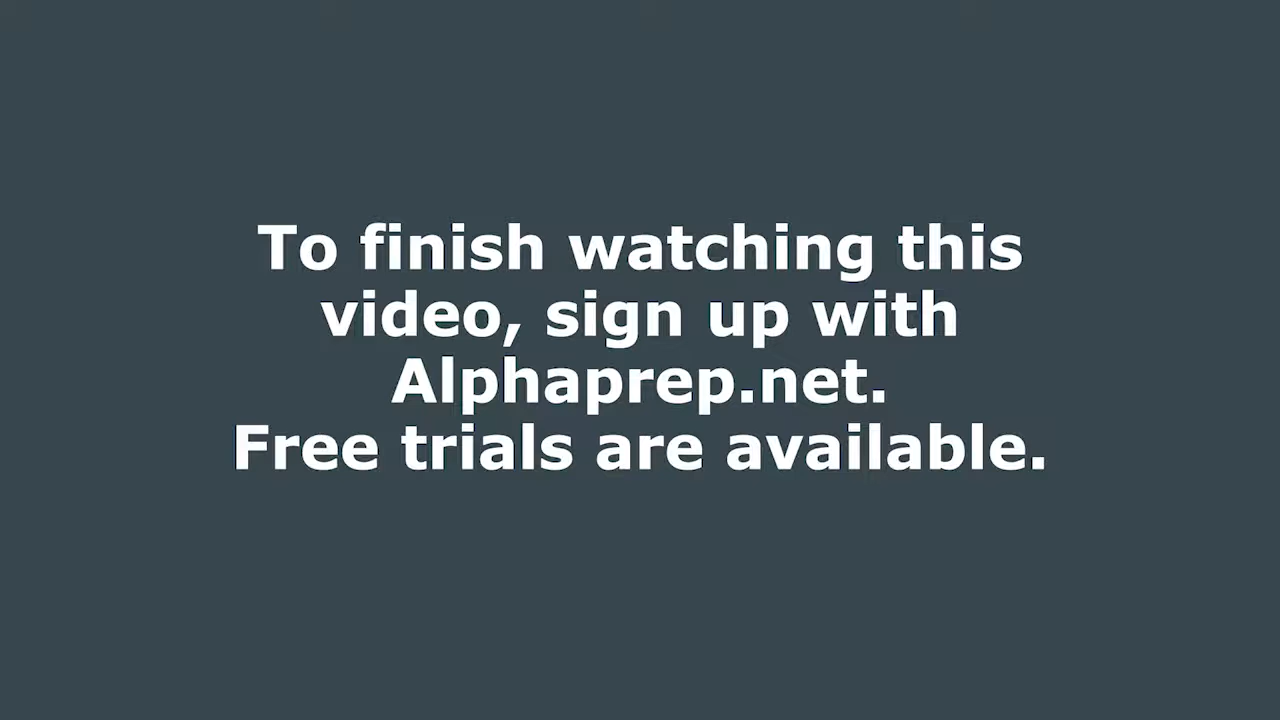 To finish watching this
video, sign up with
Alphaprep.net.
Free trials are available.